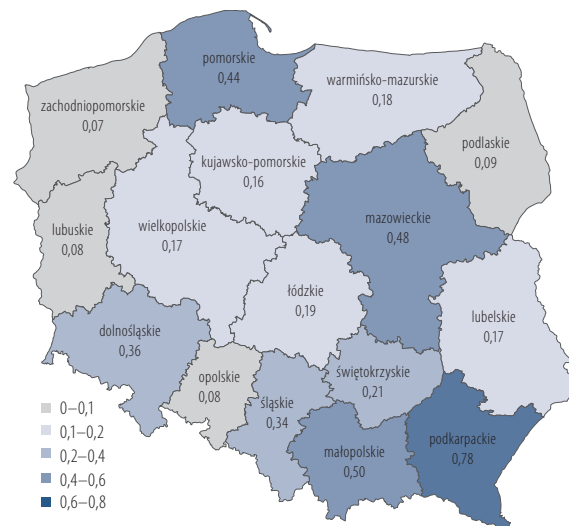 pomorskie
0,44
warmińsko-mazurskie
0,18
zachodniopomorskie
0,07
podlaskie
0,09
kujawsko-pomorskie
0,16
mazowieckie
0,48
lubuskie
0,08
wielkopolskie
0,17
łódzkie
0,19
lubelskie
0,17
dolnośląskie
0,36
opolskie
0,08
śląskie
0,34
świętokrzyskie
0,21
małopolskie
0,50
podkarpackie
0,78
0–0,1
0,1–0,2
0,2–0,4
0,4–0,6
0,6–0,8